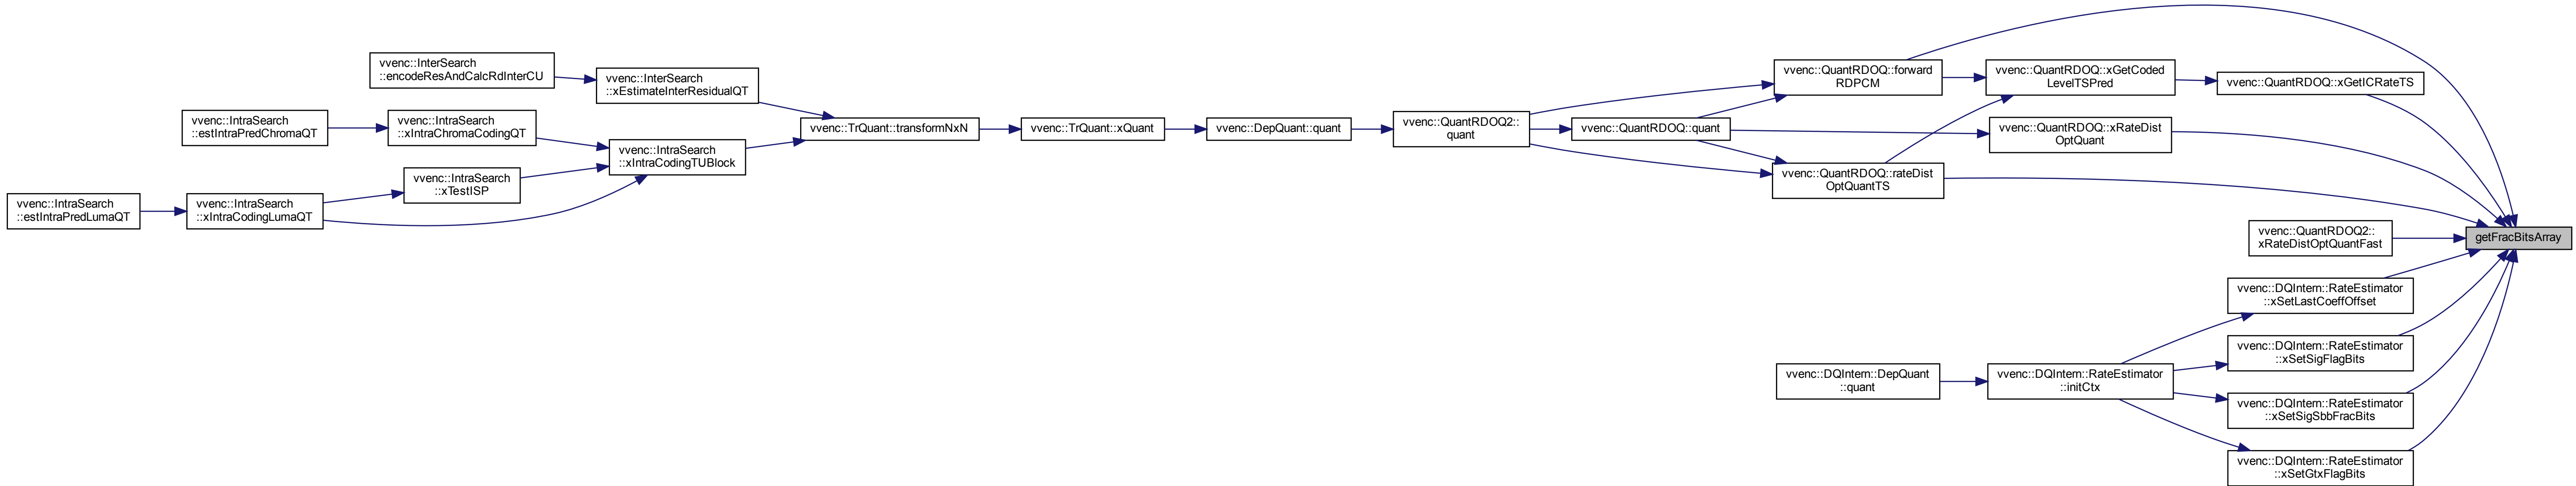 vvenc::InterSearch
::encodeResAndCalcRdInterCU
vvenc::InterSearch
::xEstimateInterResidualQT
vvenc::QuantRDOQ::forward
RDPCM
vvenc::QuantRDOQ::xGetCoded
LevelTSPred
vvenc::QuantRDOQ::xGetICRateTS
vvenc::IntraSearch
::estIntraPredChromaQT
vvenc::IntraSearch
::xIntraChromaCodingQT
vvenc::TrQuant::transformNxN
vvenc::TrQuant::xQuant
vvenc::DepQuant::quant
vvenc::QuantRDOQ2::
quant
vvenc::QuantRDOQ::quant
vvenc::QuantRDOQ::xRateDist
OptQuant
vvenc::IntraSearch
::xIntraCodingTUBlock
vvenc::IntraSearch
::xTestISP
vvenc::QuantRDOQ::rateDist
OptQuantTS
vvenc::IntraSearch
::estIntraPredLumaQT
vvenc::IntraSearch
::xIntraCodingLumaQT
vvenc::QuantRDOQ2::
xRateDistOptQuantFast
getFracBitsArray
vvenc::DQIntern::RateEstimator
::xSetLastCoeffOffset
vvenc::DQIntern::RateEstimator
::xSetSigFlagBits
vvenc::DQIntern::DepQuant
::quant
vvenc::DQIntern::RateEstimator
::initCtx
vvenc::DQIntern::RateEstimator
::xSetSigSbbFracBits
vvenc::DQIntern::RateEstimator
::xSetGtxFlagBits